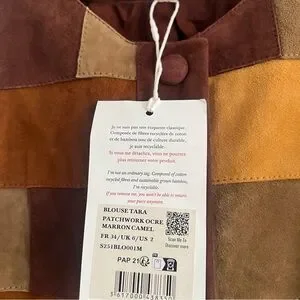 Je ne suis pas une étiquette classique.
Composée de fibres recyclées de coton
et de bambou issu de culture durable,
je suis recyclable.
Si vous me détachez, vous ne pourrez
plus retourner votre produit.
I'm not an ordinary tag. Composed of cotton
recycled fibres and sustainable grown bamboo,
I'm recyclable.
If you remove me, you won't be able to return
your piece anymore.
BLOUSE TARA
PATCHWORK OCRE
MARRON CAMEL
FR 34/UK 6/US 2
S251BLO001M
Scan Me
To
Discover
more
PAP 21